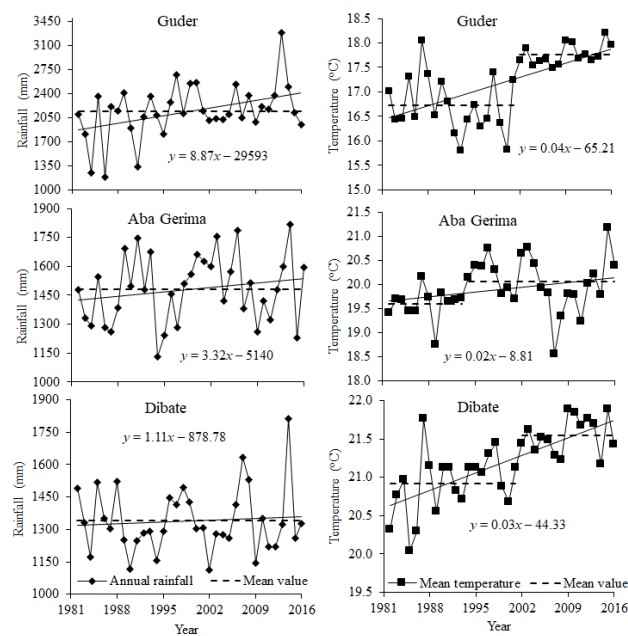 Guder
Rainfall (mm)
3450
3100
2750
2400
2050
1700
1350
1000
y = 8.87x − 29593
Guder
Temperature (°C)
18.5
18.0
17.5
17.0
16.5
16.0
15.5
15.0
y = 0.04x − 65.21
Aba Gerima
Rainfall (mm)
1900
1750
1600
1450
1300
1150
1000
y = 3.32x − 5140
Aba Gerima
Temperature (°C)
21.5
21.0
20.5
20.0
19.5
19.0
18.5
18.0
y = 0.02x − 8.81
Dibate
Rainfall (mm)
1900
1750
1600
1450
1300
1150
1000
y = 1.11x − 878.78
Annual rainfall
Mean value
1981 1988 1995 2002 2009 2016
Year
Dibate
Temperature (°C)
22.0
21.5
21.0
20.5
20.0
19.5
y = 0.03x − 44.33
Mean temperature
Mean value
1981 1988 1995 2002 2009 2016
Year